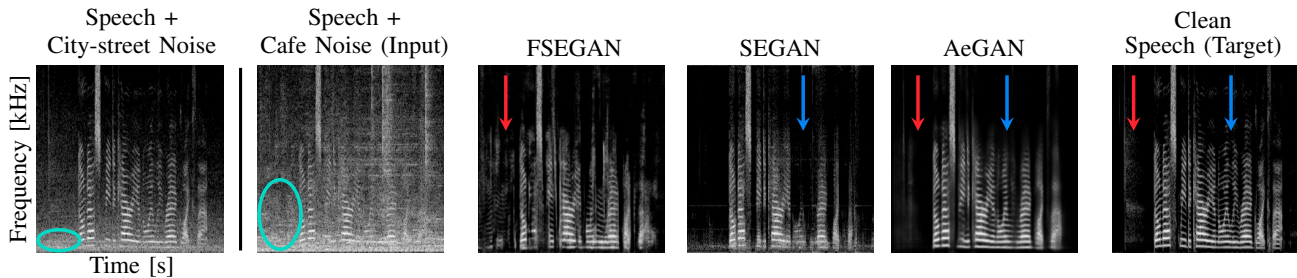 Speech +
City-street Noise
Speech +
Cafe Noise (Input)
FSEGAN
SEGAN
AeGAN
Clean
Speech (Target)
Frequency [kHz]
Time [s]